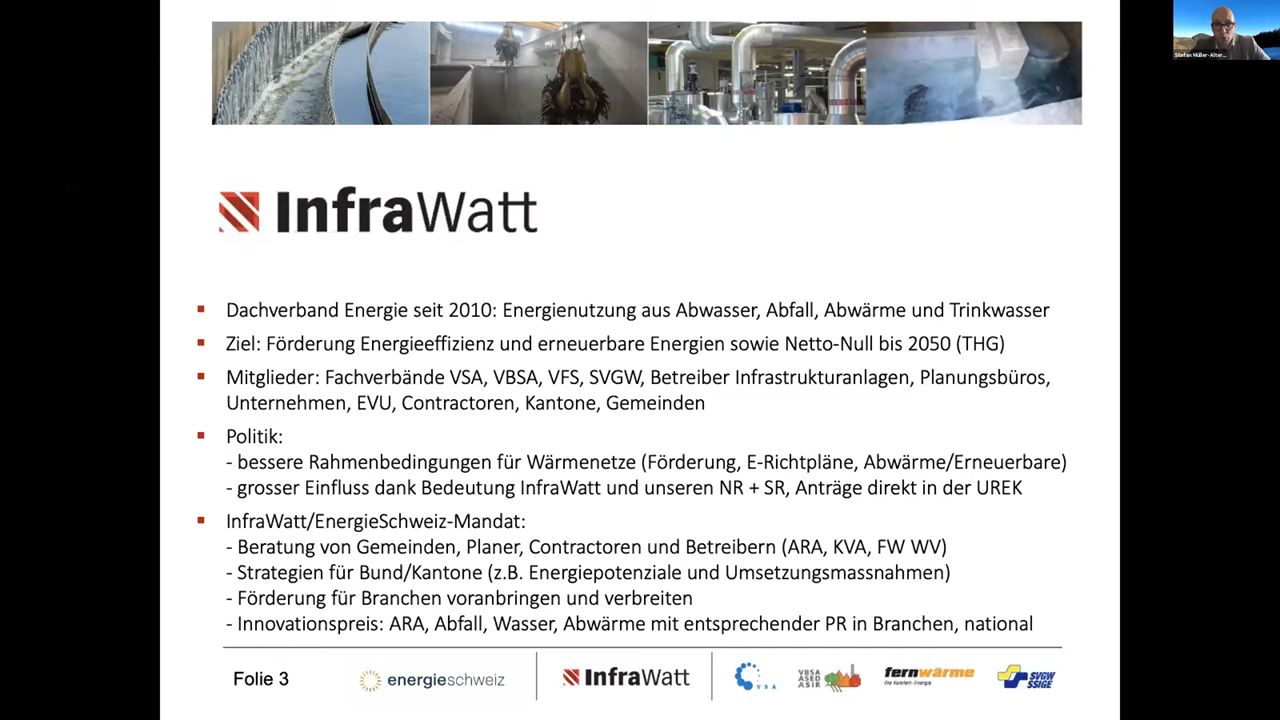 Stefan Müller-Alter...
InfraWatt
▪ Dachverband Energie seit 2010: Energienutzung aus Abwasser, Abfall, Abwärme und Trinkwasser
▪ Ziel: Förderung Energieeffizienz und erneuerbare Energien sowie Netto-Null bis 2050 (THG)
▪ Mitglieder: Fachverbände VSA, VBSA, VFS, SVGW, Betreiber Infrastrukturanlagen, Planungsbüros,
Unternehmen, EVU, Contractoren, Kantone, Gemeinden
▪ Politik:
- bessere Rahmenbedingungen für Wärmenetze (Förderung, E-Richtpläne, Abwärme/Erneuerbare)
- grosser Einfluss dank Bedeutung InfraWatt und unseren NR + SR, Anträge direkt in der UREK
▪ InfraWatt/EnergieSchweiz-Mandat:
- Beratung von Gemeinden, Planer, Contractoren und Betreibern (ARA, KVA, FW WV)
- Strategien für Bund/Kantone (z.B. Energiepotenziale und Umsetzungsmassnahmen)
- Förderung für Branchen voranbringen und verbreiten
- Innovationspreis: ARA, Abfall, Wasser, Abwärme mit entsprechender PR in Branchen, national
Folie 3
energieschweiz
InfraWatt
VSA
VBSA
ASED
ASIR
fernwärme
Die Komfort-Energie
SVGW
SSIGE